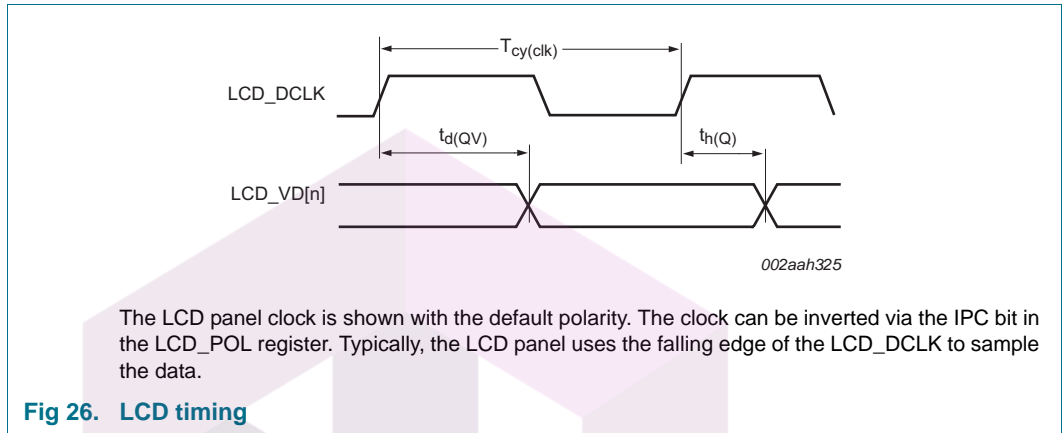 Tcy(clk)
LCD_DCLK
td(QV)
th(Q)
LCD_VD[n]
002aah325
The LCD panel clock is shown with the default polarity. The clock can be inverted via the IPC bit in
the LCD_POL register. Typically, the LCD panel uses the falling edge of the LCD_DCLK to sample
the data.
Fig 26. LCD timing